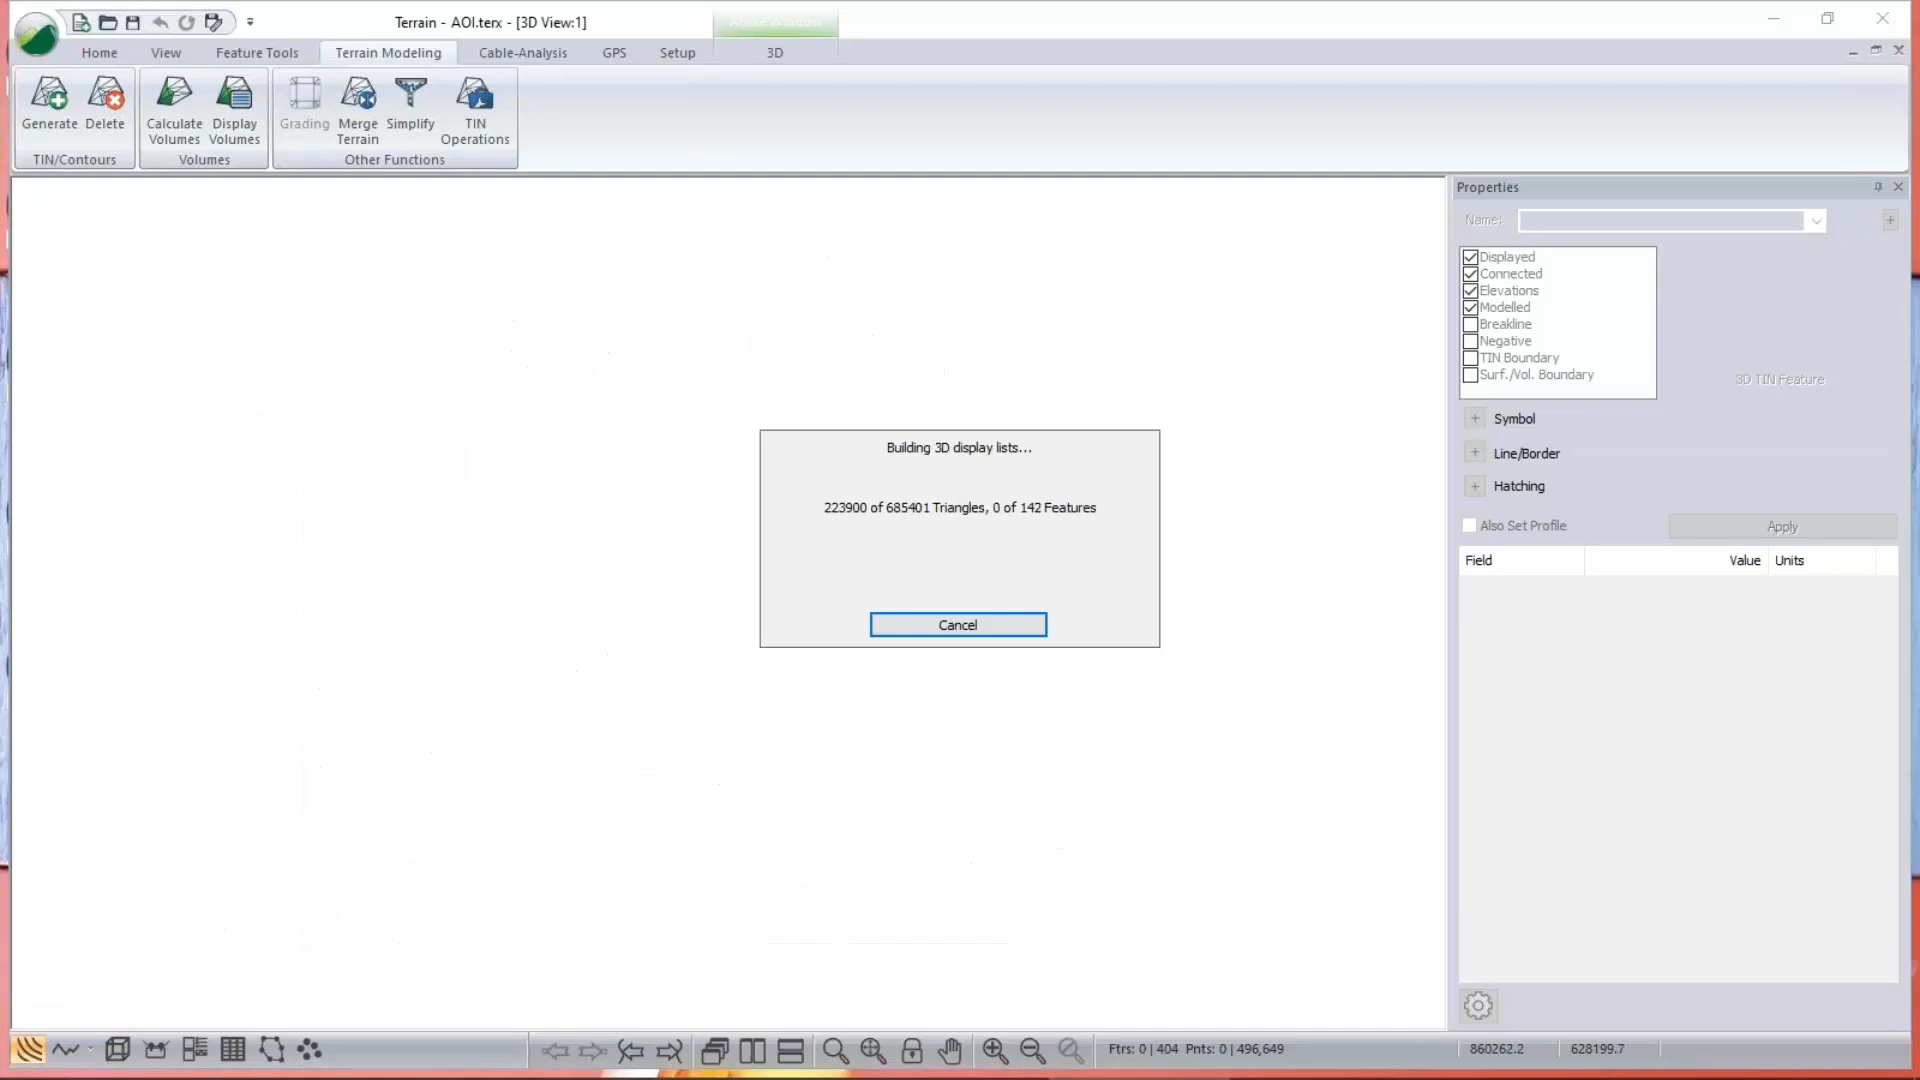 Terrain - AOI.terx - [3D View:1]
Home View Feature Tools Terrain Modeling Cable-Analysis GPS Setup 3D
Generate Delete Calculate Volumes Display Volumes Grading Merge Terrain Simplify TIN Operations
TIN/Contours Volumes Other Functions
Properties
Name:
Displayed
Connected
Elevations
Modelled
Breakline
Negative
TIN Boundary
Surf./Vol. Boundary
3D TIN Feature
Symbol
Line/Border
Hatching
Also Set Profile Apply
Field Value Units
Building 3D display lists...
223900 of 685401 Triangles, 0 of 142 Features
Cancel
Ftrs: 0 | 404 Pnts: 0 | 496,649 860262.2 628199.7